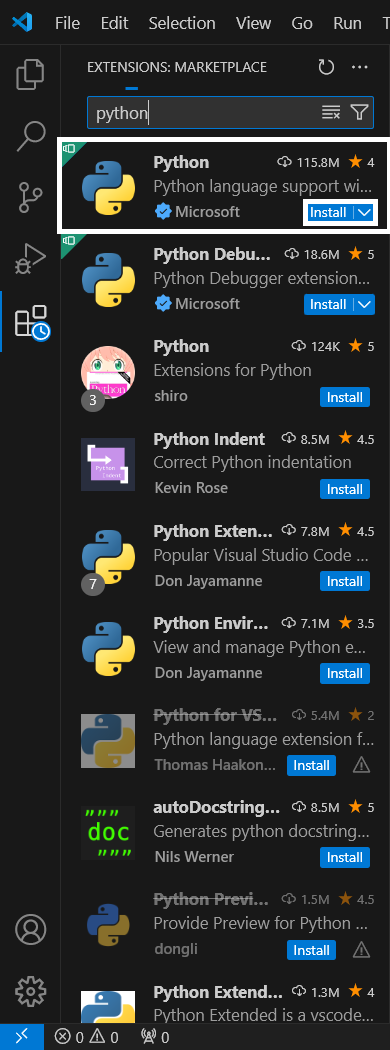 File Edit Selection View Go Run T
EXTENSIONS: MARKETPLACE
python
Python 115.8M 4
Python language support wi...
Microsoft Install
Python Debu... 18.6M 5
Python Debugger extension...
Microsoft Install
Python 124K 5
Extensions for Python
3 shiro Install
Python Indent 8.5M 4.5
Correct Python indentation
Kevin Rose Install
Python Exten... 7.8M 4.5
Popular Visual Studio Code ...
7 Don Jayamanne Install
Python Envir... 7.1M 3.5
View and manage Python e...
Don Jayamanne Install
Python for VS... 5.4M 2
Python language extension f...
Thomas Haakon... Install
autoDocstring... 8.5M 5
Generates python docstring...
Nils Werner Install
""" doc """
Python Previ... 1.5M 4.5
Provide Preview for Python ...
dongli Install
Python Extend... 1.3M 4
Python Extended is a vscode...
0 0 0